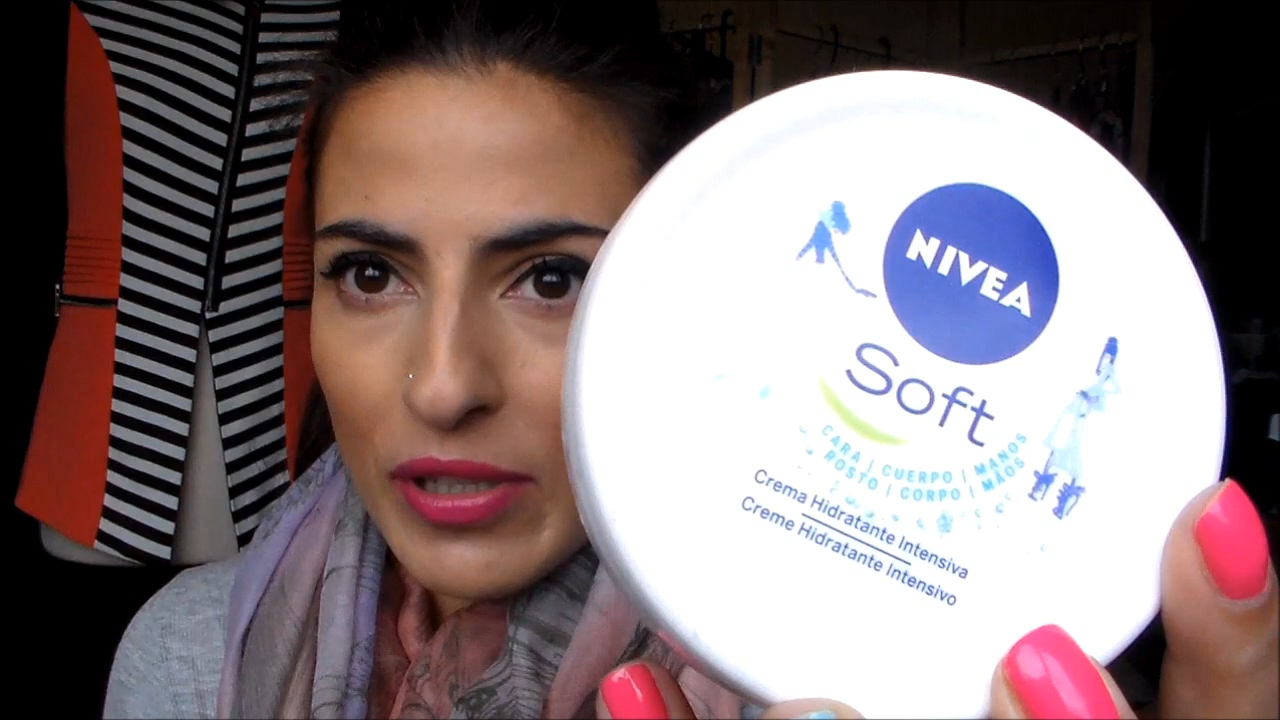 NIVEA
Soft
CARA | CUERPO | MANOS
ROSTO | CORPO | MÃOS
Crema Hidratante Intensiva
Creme Hidratante Intensivo